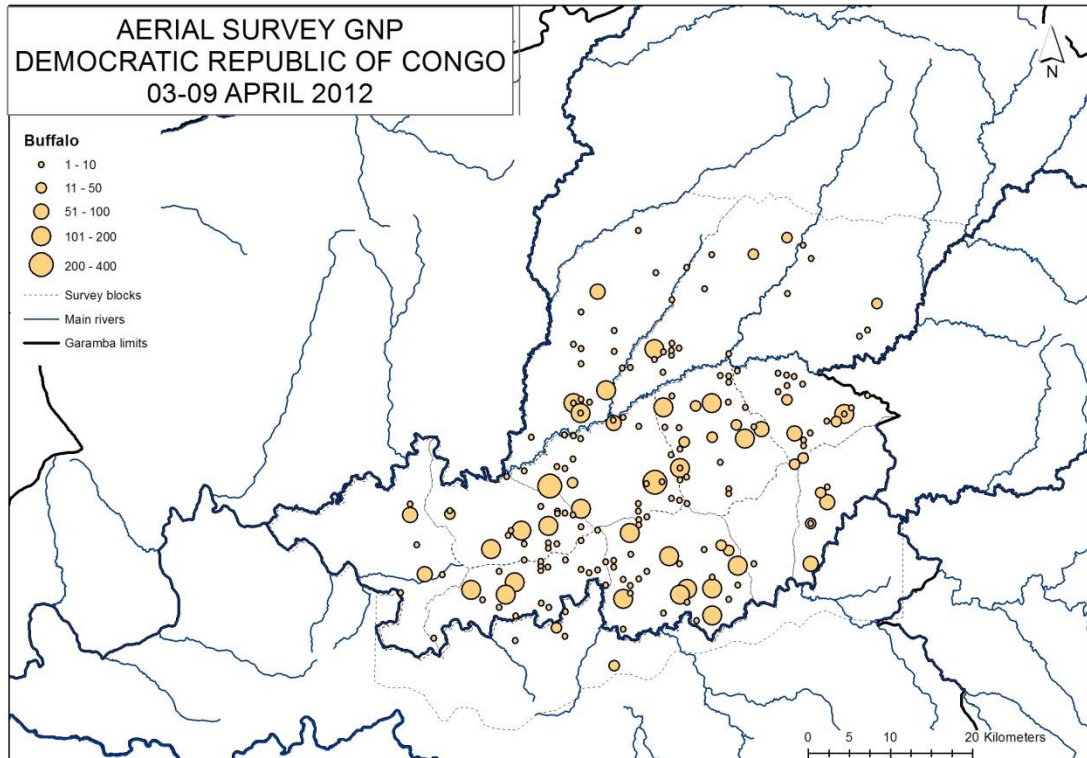 AERIAL SURVEY GNP
DEMOCRATIC REPUBLIC OF CONGO
03-09 APRIL 2012
N
Buffalo
1 - 10
11 - 50
51 - 100
101 - 200
200 - 400
Survey blocks
Main rivers
Garamba limits
0 5 10 15 20 Kilometers